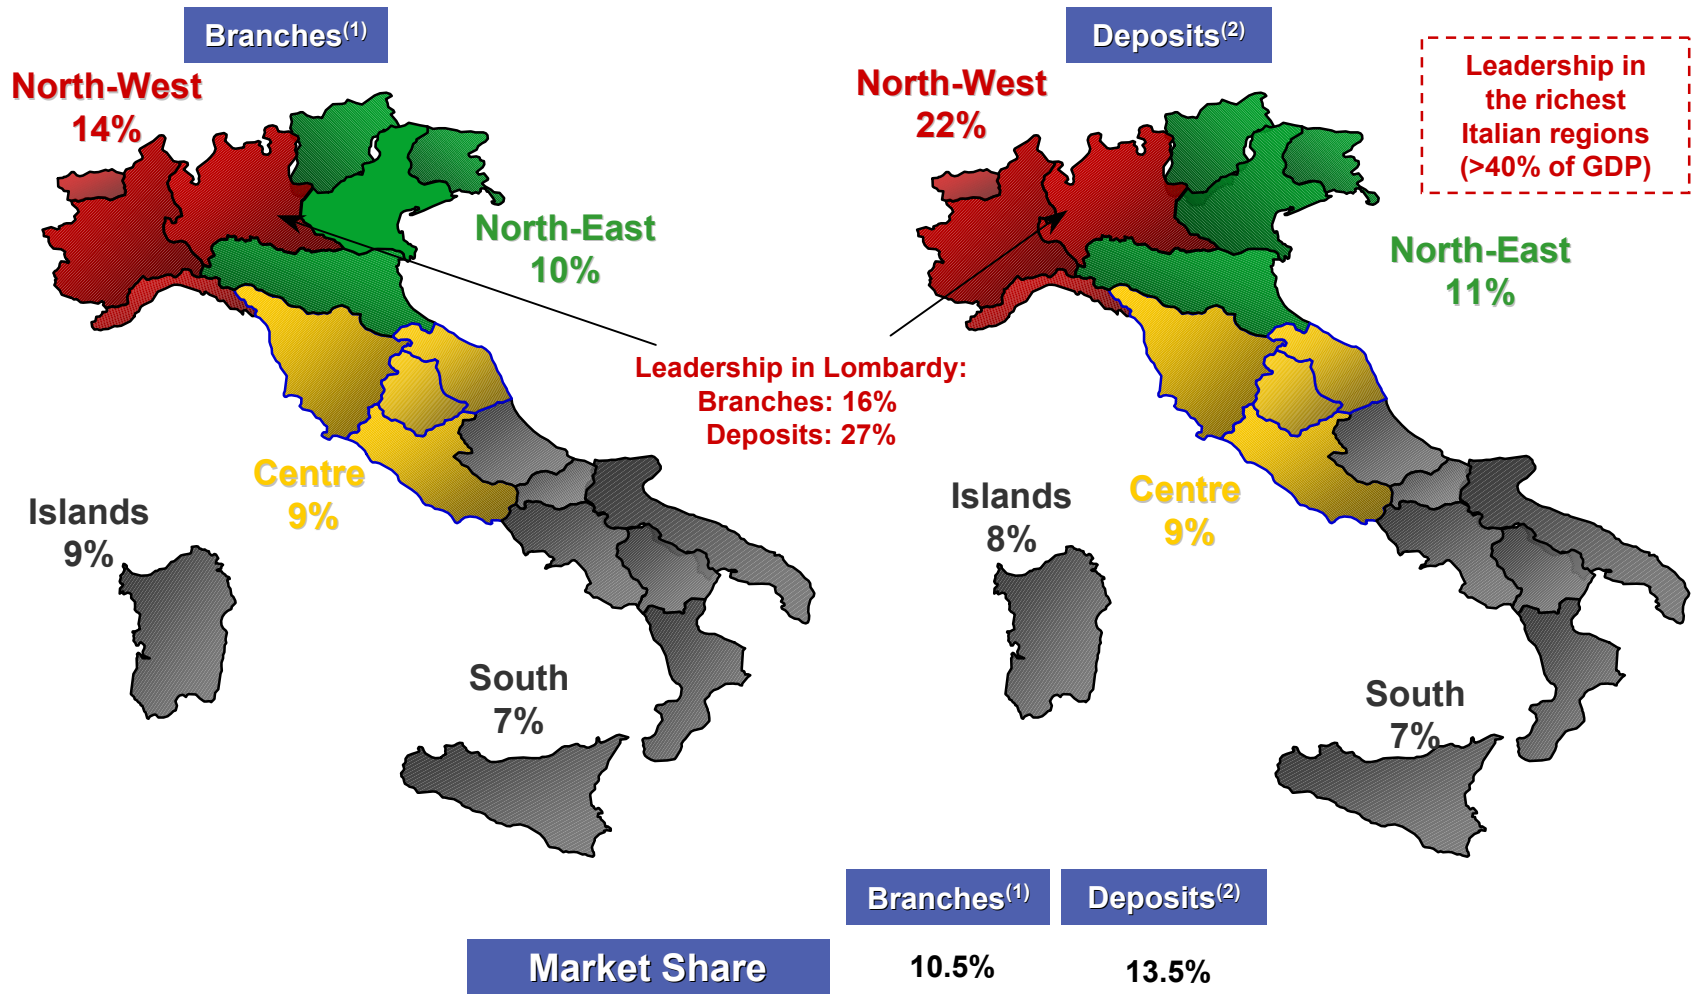 Branches(1)
North-West
14%
North-East
10%
Centre
9%
Islands
9%
South
7%
Leadership in Lombardy:
Branches: 16%
Deposits: 27%
Deposits(2)
North-West
22%
Leadership in
the richest
Italian regions
(>40% of GDP)
North-East
11%
Centre
9%
Islands
8%
South
7%
Branches(1) Deposits(2)
Market Share 10.5% 13.5%